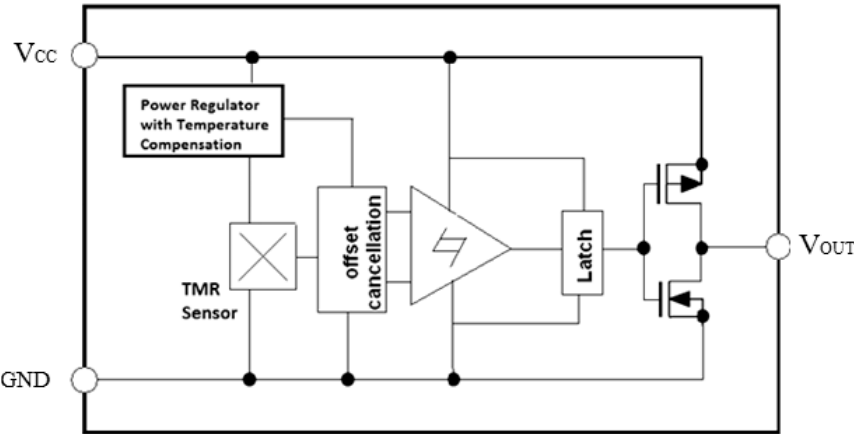 VCC
Power Regulator
with Temperature
Compensation
offset
cancellation
Latch
VOUT
TMR
Sensor
GND